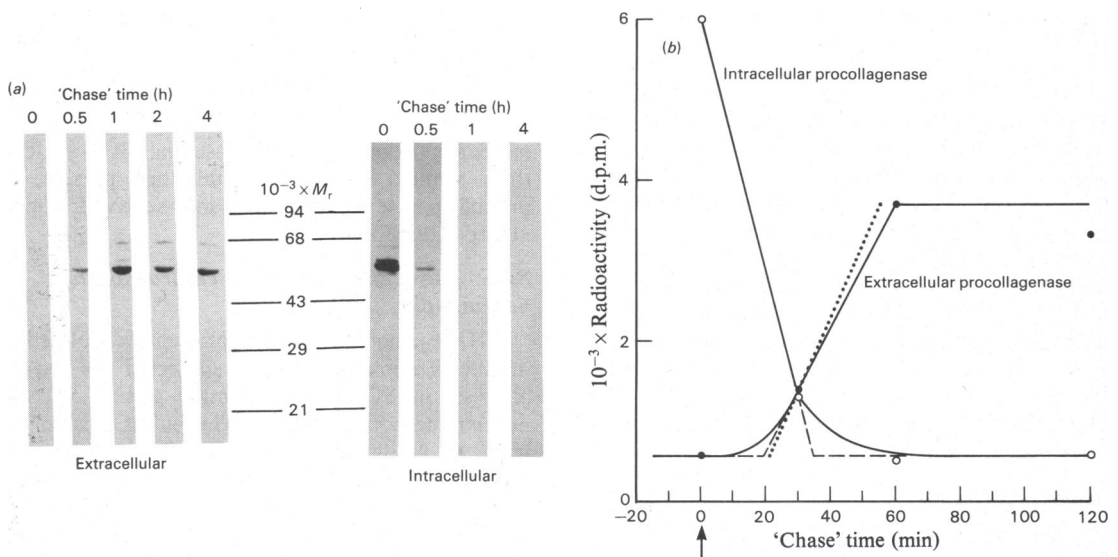 (a)
'Chase' time (h)
0 0.5 1 2 4
Extracellular
10⁻³ × Mᵣ
94
68
43
29
21
'Chase' time (h)
0 0.5 1 4
Intracellular
(b)
10⁻³ × Radioactivity (d.p.m.)
6
4
2
0
Intracellular procollagenase
Extracellular procollagenase
−20 0 20 40 60 80 100 120
'Chase' time (min)